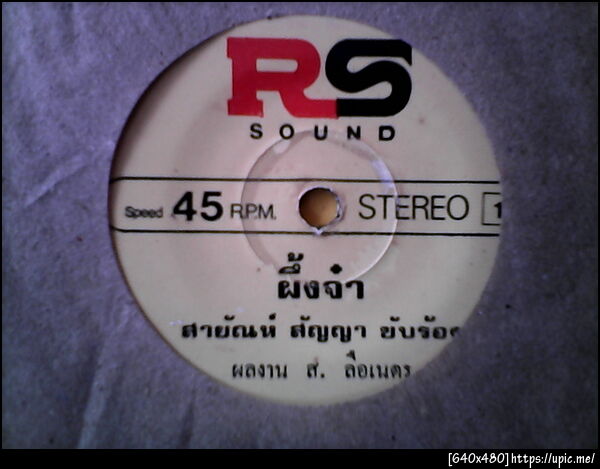 RS
SOUND
Speed 45 R.P.M. STEREO 1
ผึ้งจ๋า
สายัณห์ สัญญา ขับร้อง
ผลงาน ส. ลือเนตร
[640x480]https://upic.me/